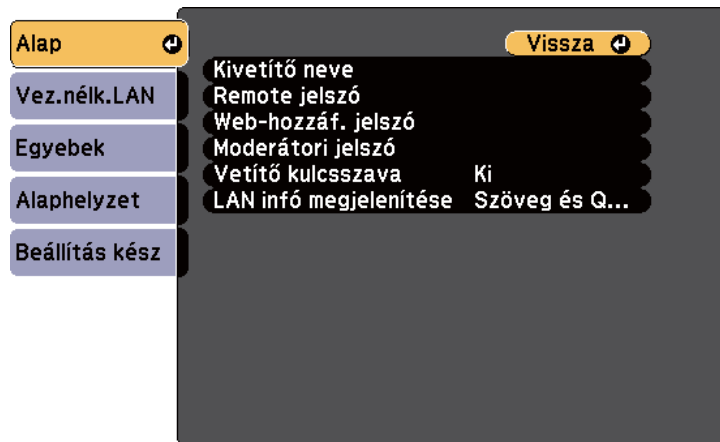 Alap
Vez.nélk.LAN
Egyebek
Alaphelyzet
Beállítás kész
Vissza
Kivetítő neve
Remote jelszó
Web-hozzáf. jelszó
Moderátori jelszó
Vetítő kulcsszava Ki
LAN infó megjelenítése Szöveg és Q...